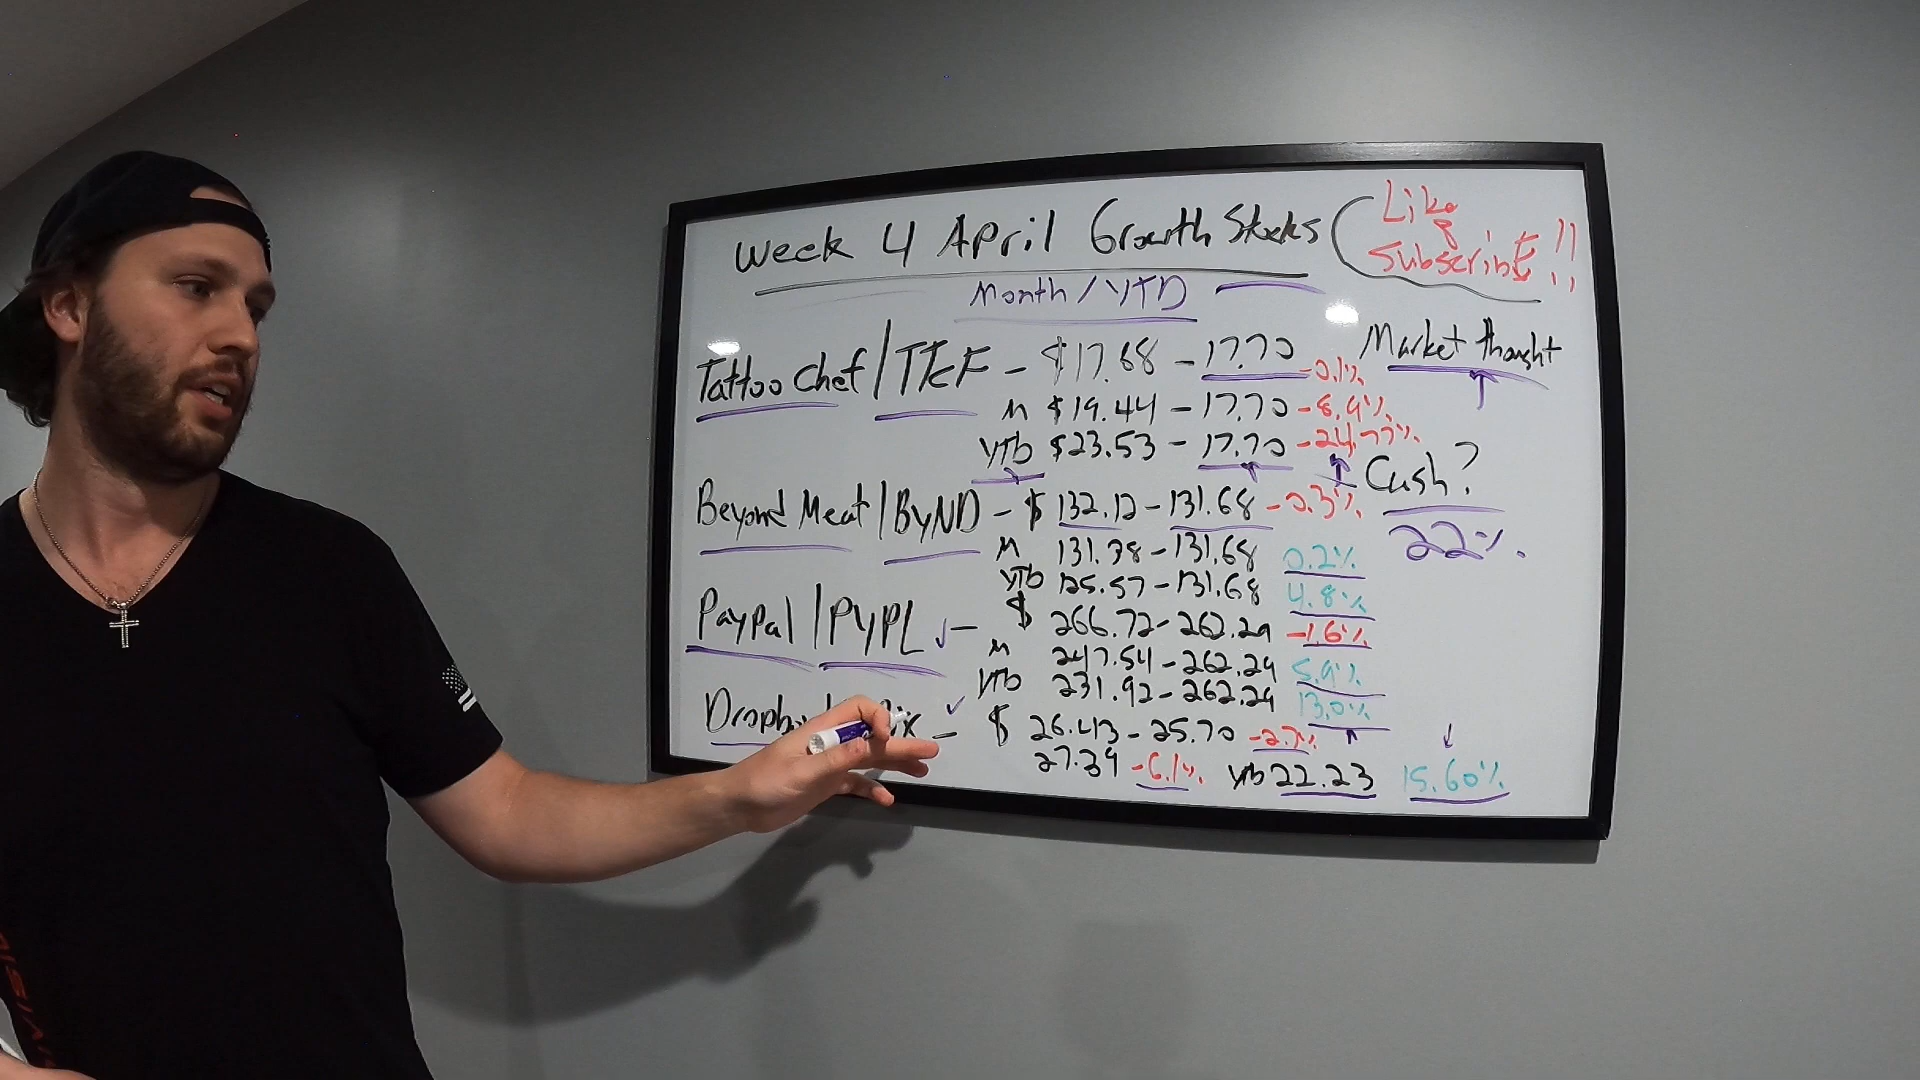 Week 4 April Growth Stocks
Like
&
Subscribe!!
Month / YTD
Market thought
Tattoo Chef / TTCF - $17.68 - 17.70 -0.1%
M $19.44 - 17.70 -8.9%
YTD $23.53 - 17.70 -24.77%
Cash?
22%.
Beyond Meat / BYND - $ 132.12 - 131.68 -0.3%
M 131.38 - 131.68 0.2%
YTD 125.57 - 131.68 4.8%
PayPal / PYPL - $ 266.72 - 262.29 -1.6%
M 247.54 - 262.24 5.9%
YTD 231.92 - 262.24 13.0%
- $ 26.43 - 25.70 -2.7%
27.39 -6.1%. YTD 22.23 15.60%